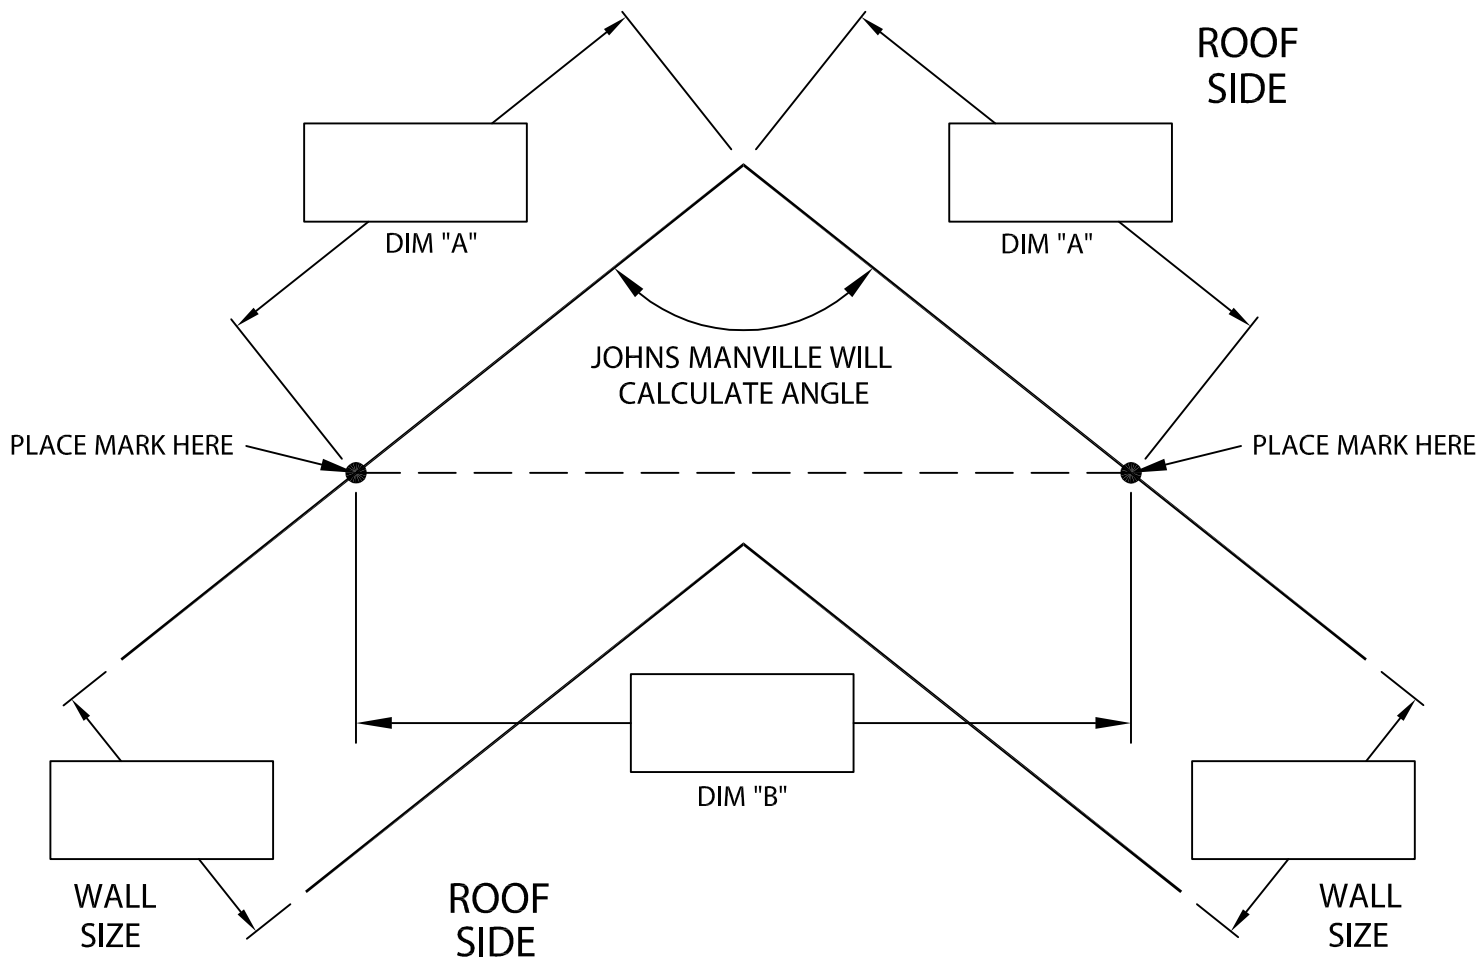 ROOF
SIDE
DIM "A"
DIM "A"
JOHNS MANVILLE WILL
CALCULATE ANGLE
PLACE MARK HERE
PLACE MARK HERE
DIM "B"
WALL
SIZE
ROOF
SIDE
WALL
SIZE